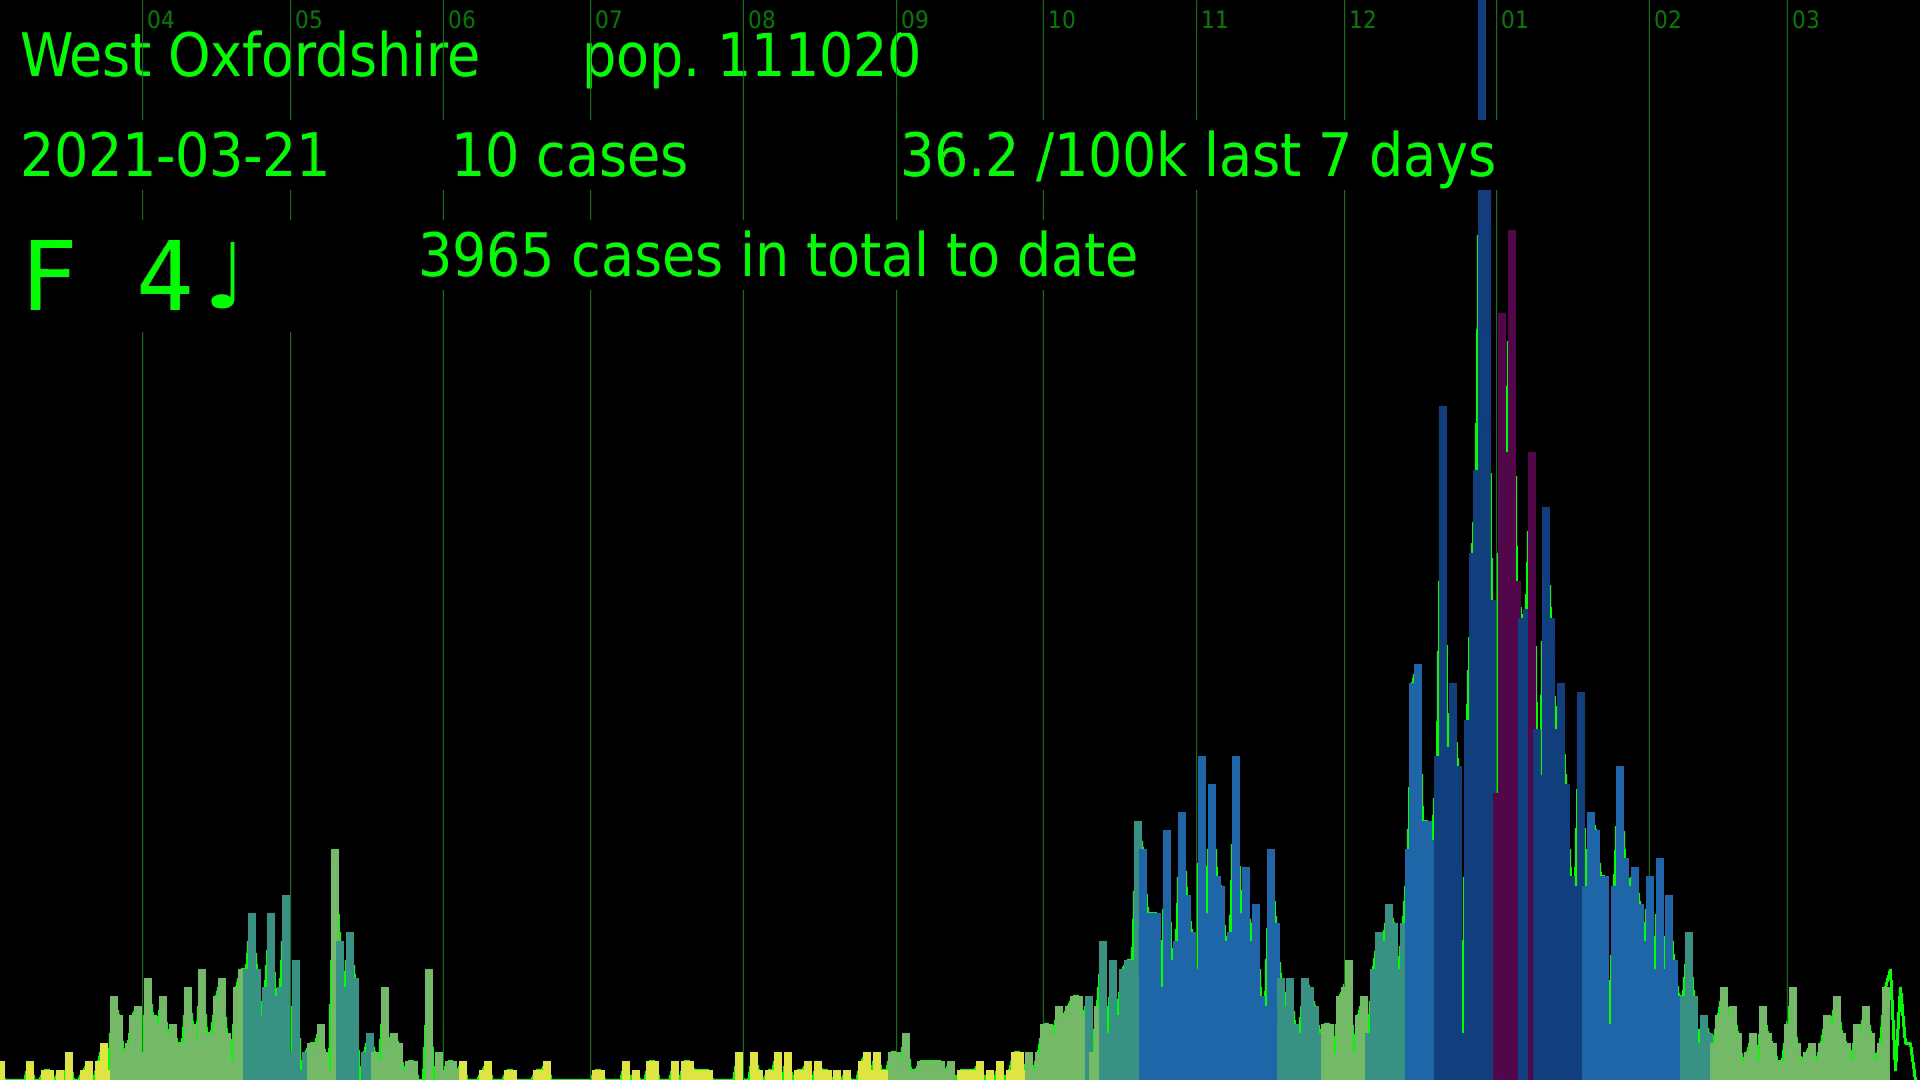 04 05 06 07 08 09 10 11 12 01 02 03
West Oxfordshire pop. 111020
2021-03-21 10 cases 36.2 /100k last 7 days
F 4♩ 3965 cases in total to date